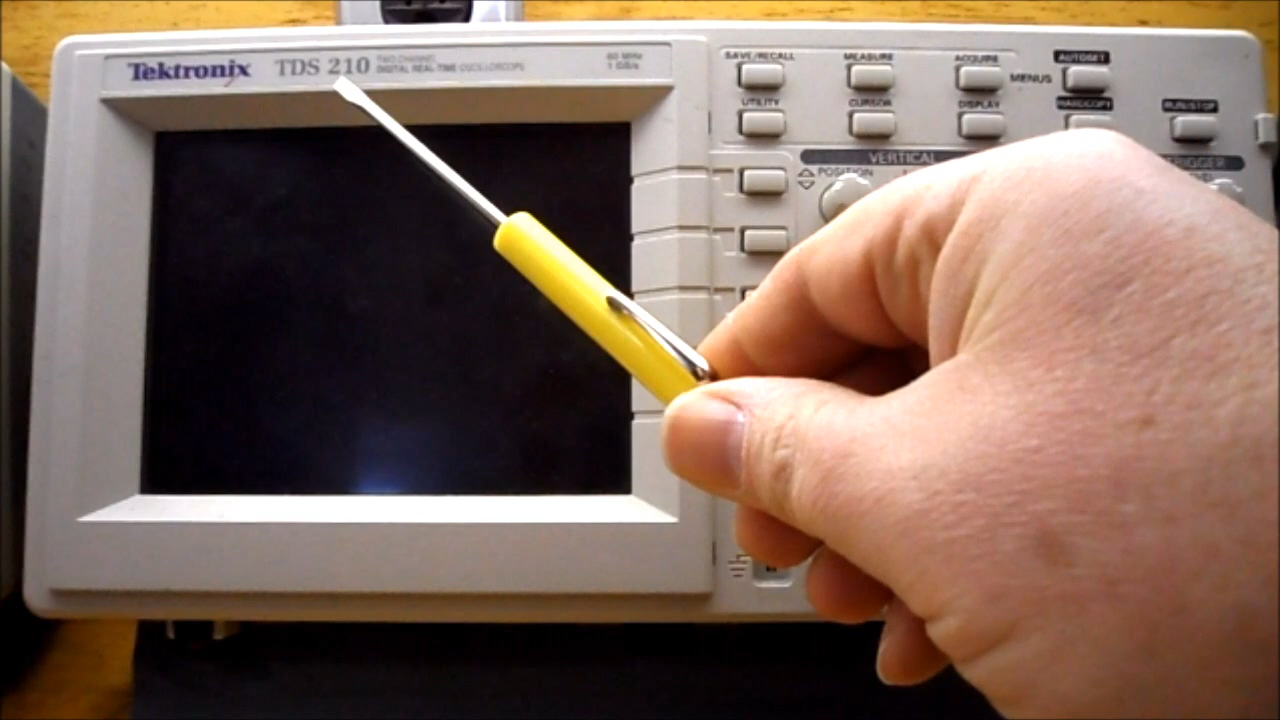 Tektronix TDS 210 TWO CHANNEL
DIGITAL REAL-TIME OSCILLOSCOPE
60 MHz
1 GS/s
SAVE/RECALL MEASURE ACQUIRE AUTOSET
MENUS
UTILITY CURSOR DISPLAY HARDCOPY RUN/STOP
VERTICAL TRIGGER
POSITION